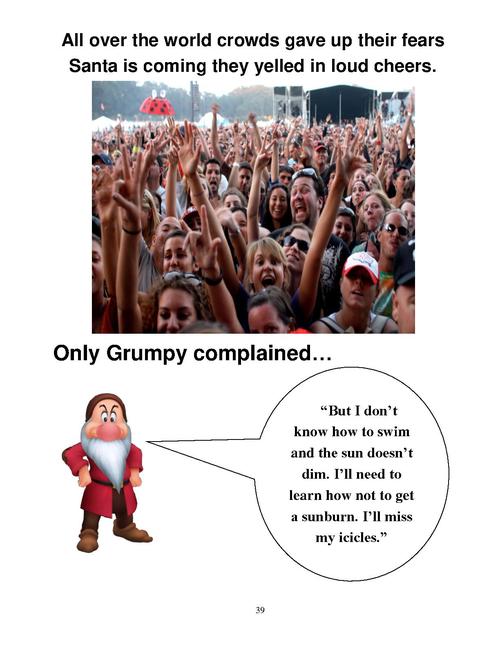 All over the world crowds gave up their fears
Santa is coming they yelled in loud cheers.
Only Grumpy complained…
“But I don’t
know how to swim
and the sun doesn’t
dim. I’ll need to
learn how not to get
a sunburn. I’ll miss
my icicles.”
39